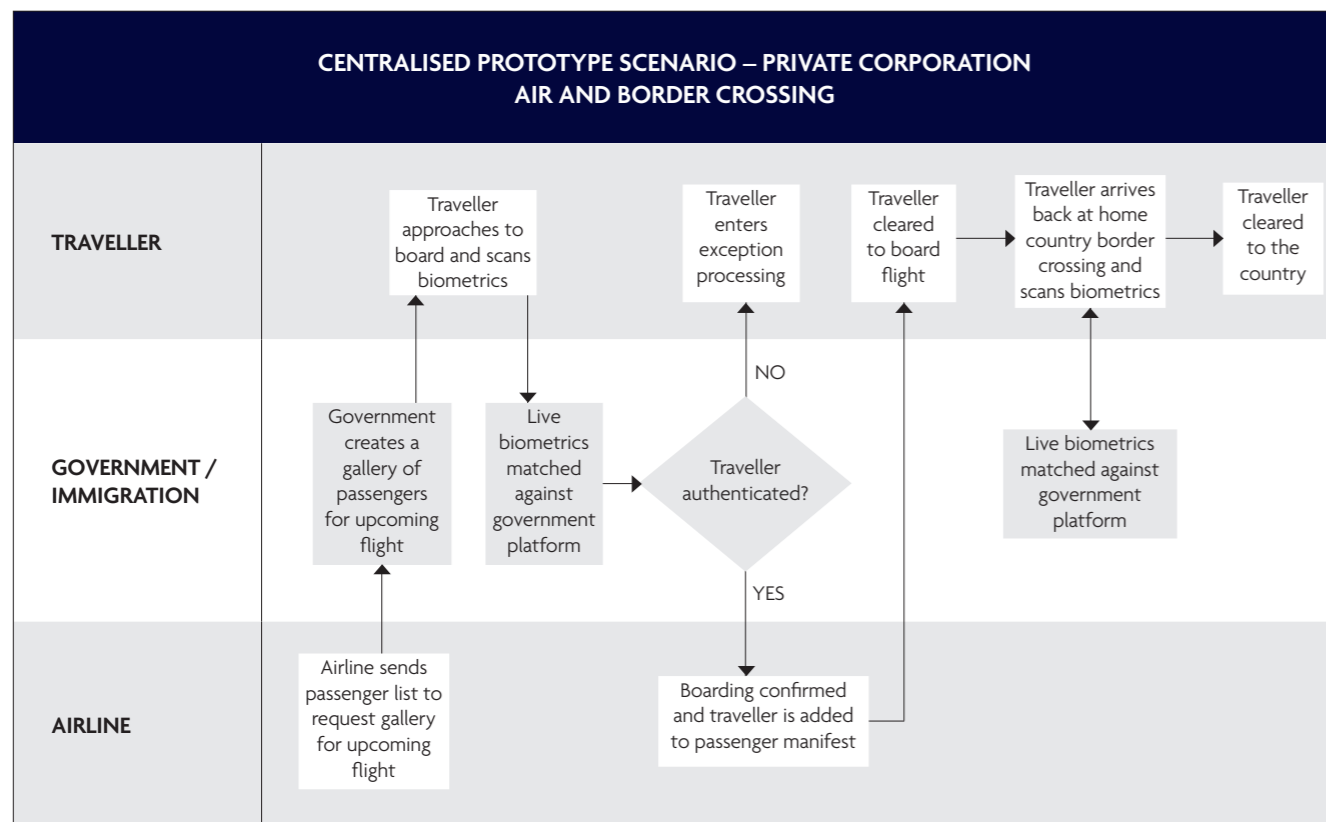 CENTRALISED PROTOTYPE SCENARIO – PRIVATE CORPORATION
AIR AND BORDER CROSSING
TRAVELLER
Traveller
approaches to
board and scans
biometrics
Traveller
enters
exception
processing
Traveller
cleared
to board
flight
Traveller arrives
back at home
country border
crossing and
scans biometrics
Traveller
cleared
to the
country
GOVERNMENT /
IMMIGRATION
Government
creates a
gallery of
passengers
for upcoming
flight
Live
biometrics
matched
against
government
platform
NO
Traveller
authenticated?
YES
Live biometrics
matched against
government
platform
AIRLINE
Airline sends
passenger list to
request gallery
for upcoming
flight
Boarding confirmed
and traveller is added
to passenger manifest